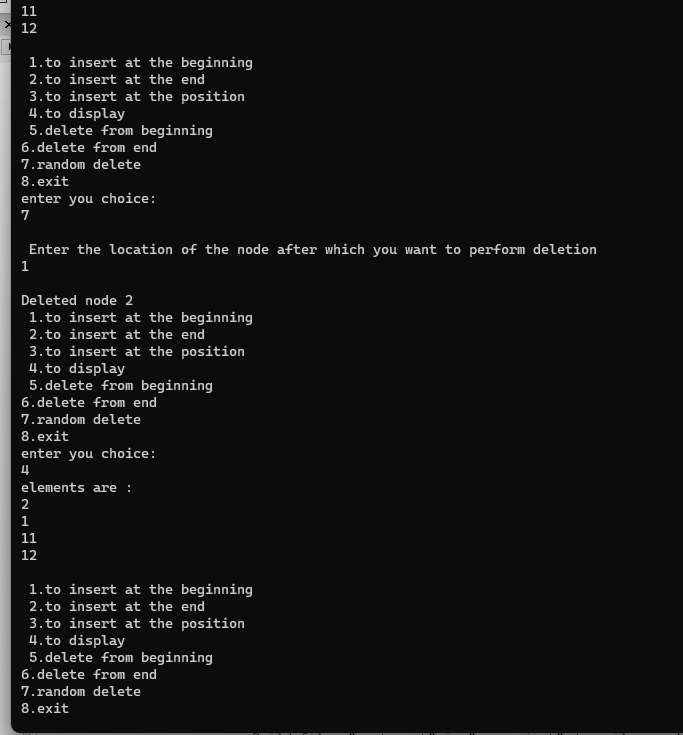 11
12
1.to insert at the beginning
2.to insert at the end
3.to insert at the position
4.to display
5.delete from beginning
6.delete from end
7.random delete
8.exit
enter you choice:
7
Enter the location of the node after which you want to perform deletion
1
Deleted node 2
1.to insert at the beginning
2.to insert at the end
3.to insert at the position
4.to display
5.delete from beginning
6.delete from end
7.random delete
8.exit
enter you choice:
4
elements are :
2
1
11
12
1.to insert at the beginning
2.to insert at the end
3.to insert at the position
4.to display
5.delete from beginning
6.delete from end
7.random delete
8.exit